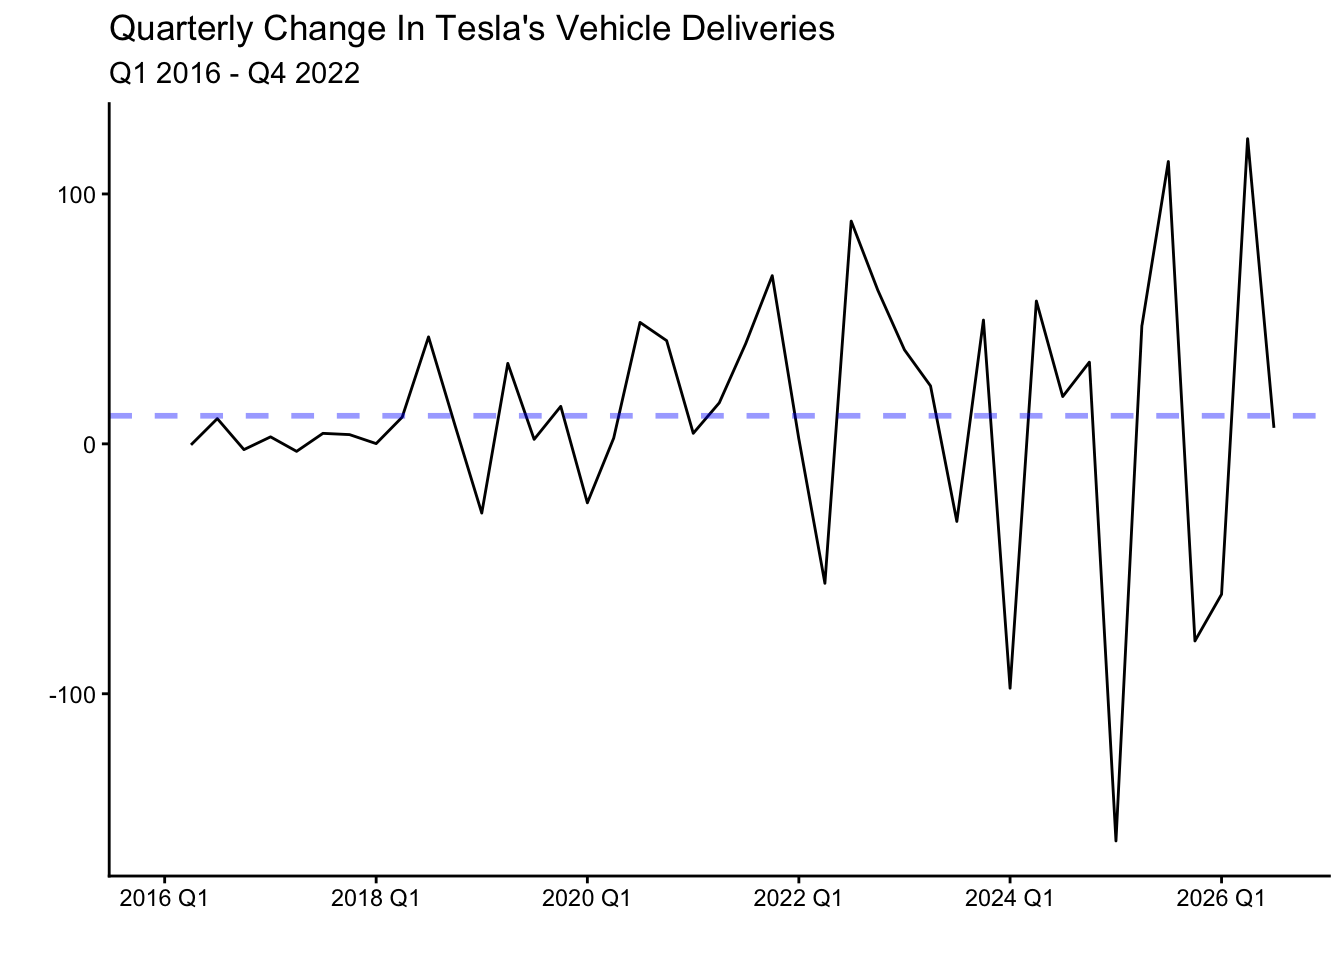 Quarterly Change In Tesla's Vehicle Deliveries
Q1 2016 - Q4 2022
100
0
-100
2016 Q1 2018 Q1 2020 Q1 2022 Q1 2024 Q1 2026 Q1